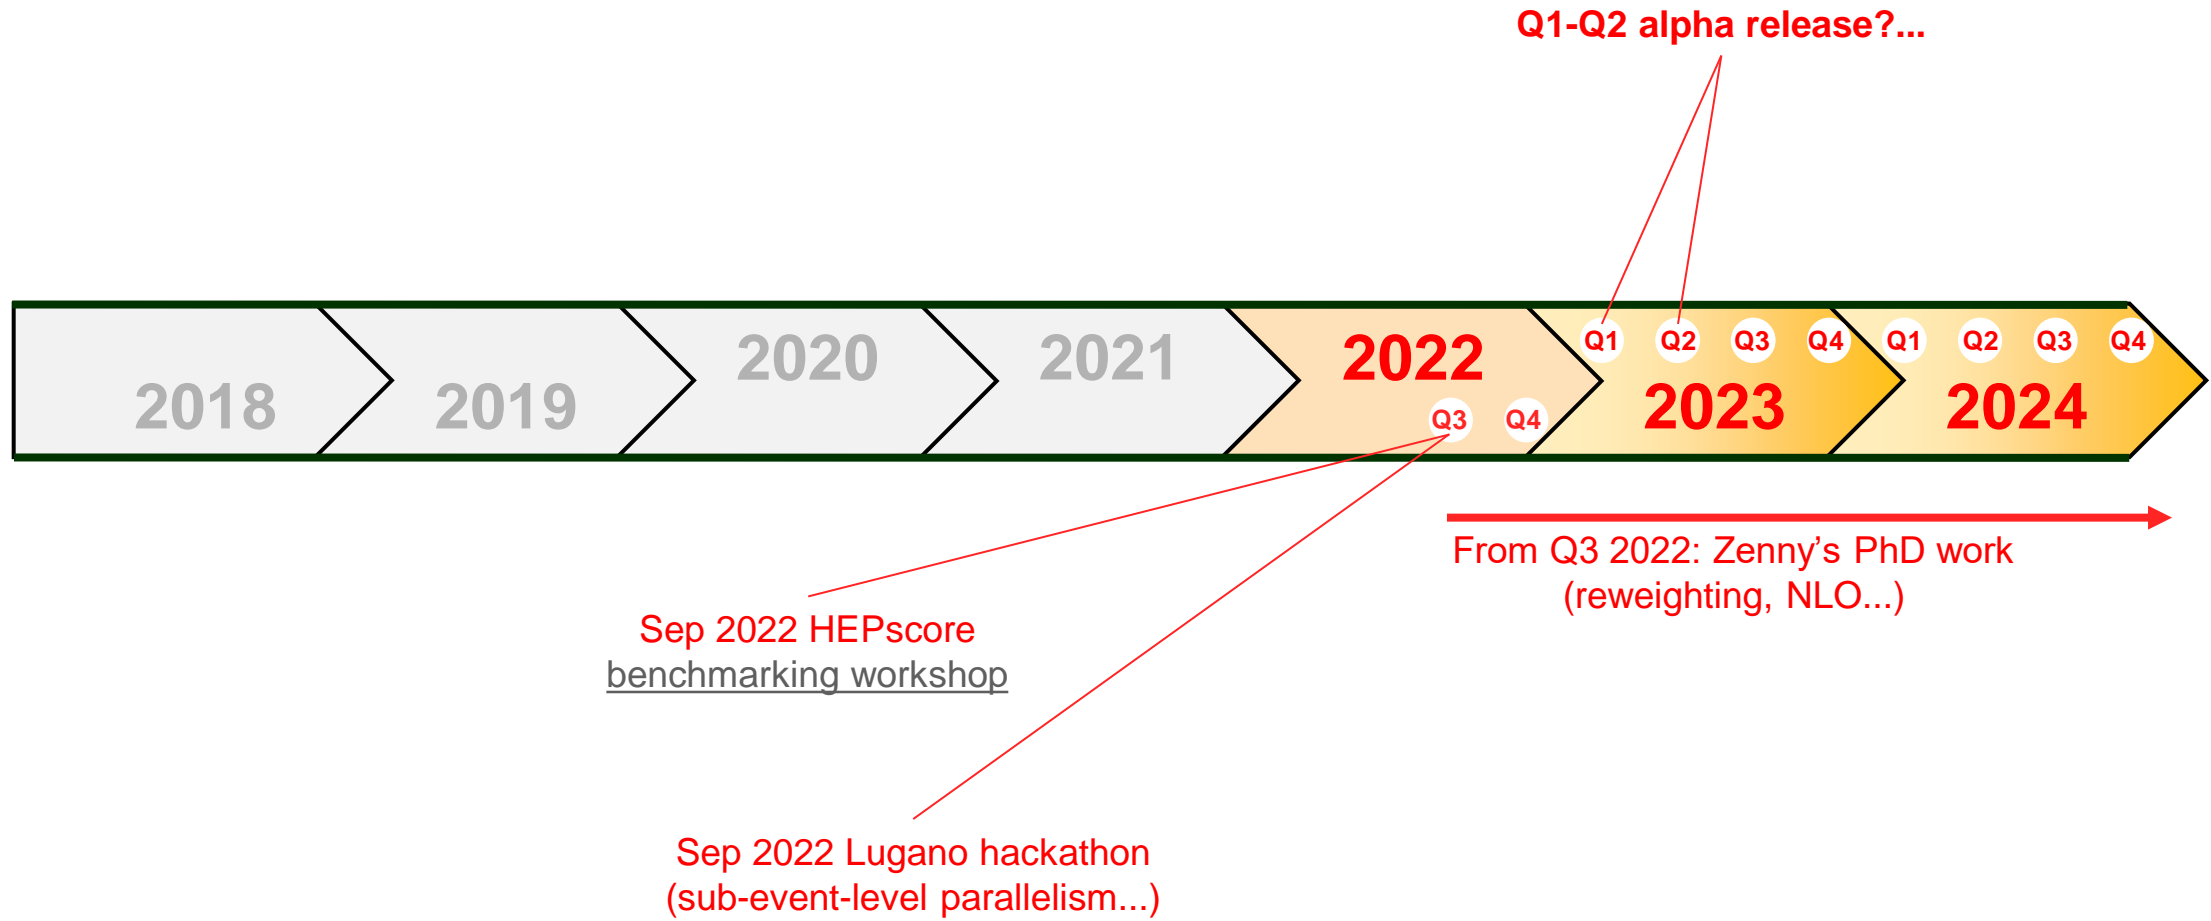 Q1-Q2 alpha release?...
2018
2019
2020
2021
2022
Q3 Q4
Q1 Q2 Q3 Q4
2023
Q1 Q2 Q3 Q4
2024
From Q3 2022: Zenny’s PhD work
(reweighting, NLO...)
Sep 2022 HEPscore
benchmarking workshop
Sep 2022 Lugano hackathon
(sub-event-level parallelism...)